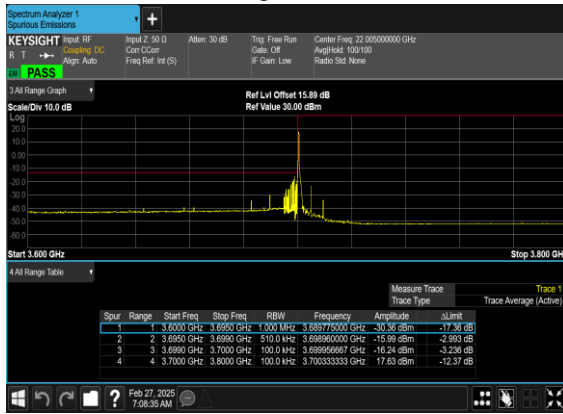 Spectrum Analyzer 1
Spurious Emissions
KEYSIGHT Input: RF Input Z: 50 Ω Atten: 30 dB Trig: Free Run Center Freq: 22.005000000 GHz
R T Coupling: DC Corr CCorr Gate: Off Avg|Hold: 100/100
Align: Auto Freq Ref: Int (S) IF Gain: Low Radio Std: None
PASS
3 All Range Graph
Ref Lvl Offset 15.89 dB
Scale/Div 10.0 dB Ref Value 30.00 dBm
Log
20.0
10.0
0.00
-10.0
-20.0
-30.0
-40.0
-50.0
-60.0
Start 3.600 GHz Stop 3.800 GH
4 All Range Table
Measure Trace Trace 1
Trace Type Trace Average (Active)
Spur Range Start Freq Stop Freq RBW Frequency Amplitude ΔLimit
1 1 3.6000 GHz 3.6950 GHz 1.000 MHz 3.689775000 GHz -30.36 dBm -17.36 dB
2 2 3.6950 GHz 3.6990 GHz 510.0 kHz 3.698960000 GHz -15.99 dBm -2.993 dB
3 3 3.6990 GHz 3.7000 GHz 100.0 kHz 3.699956667 GHz -16.24 dBm -3.236 dB
4 4 3.7000 GHz 3.8000 GHz 100.0 kHz 3.700333333 GHz 17.63 dBm -12.37 dB
Feb 27, 2025
7:08:35 AM